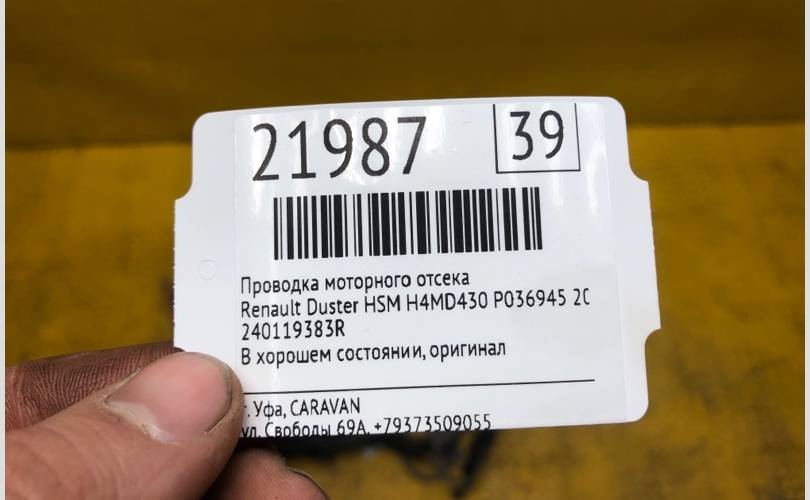 21987
39
Проводка моторного отсека
Renault Duster HSM H4MD430 P036945 20
240119383R
В хорошем состоянии, оригинал
г. Уфа, CARAVAN
ул. Свободы 69А, +79373509055